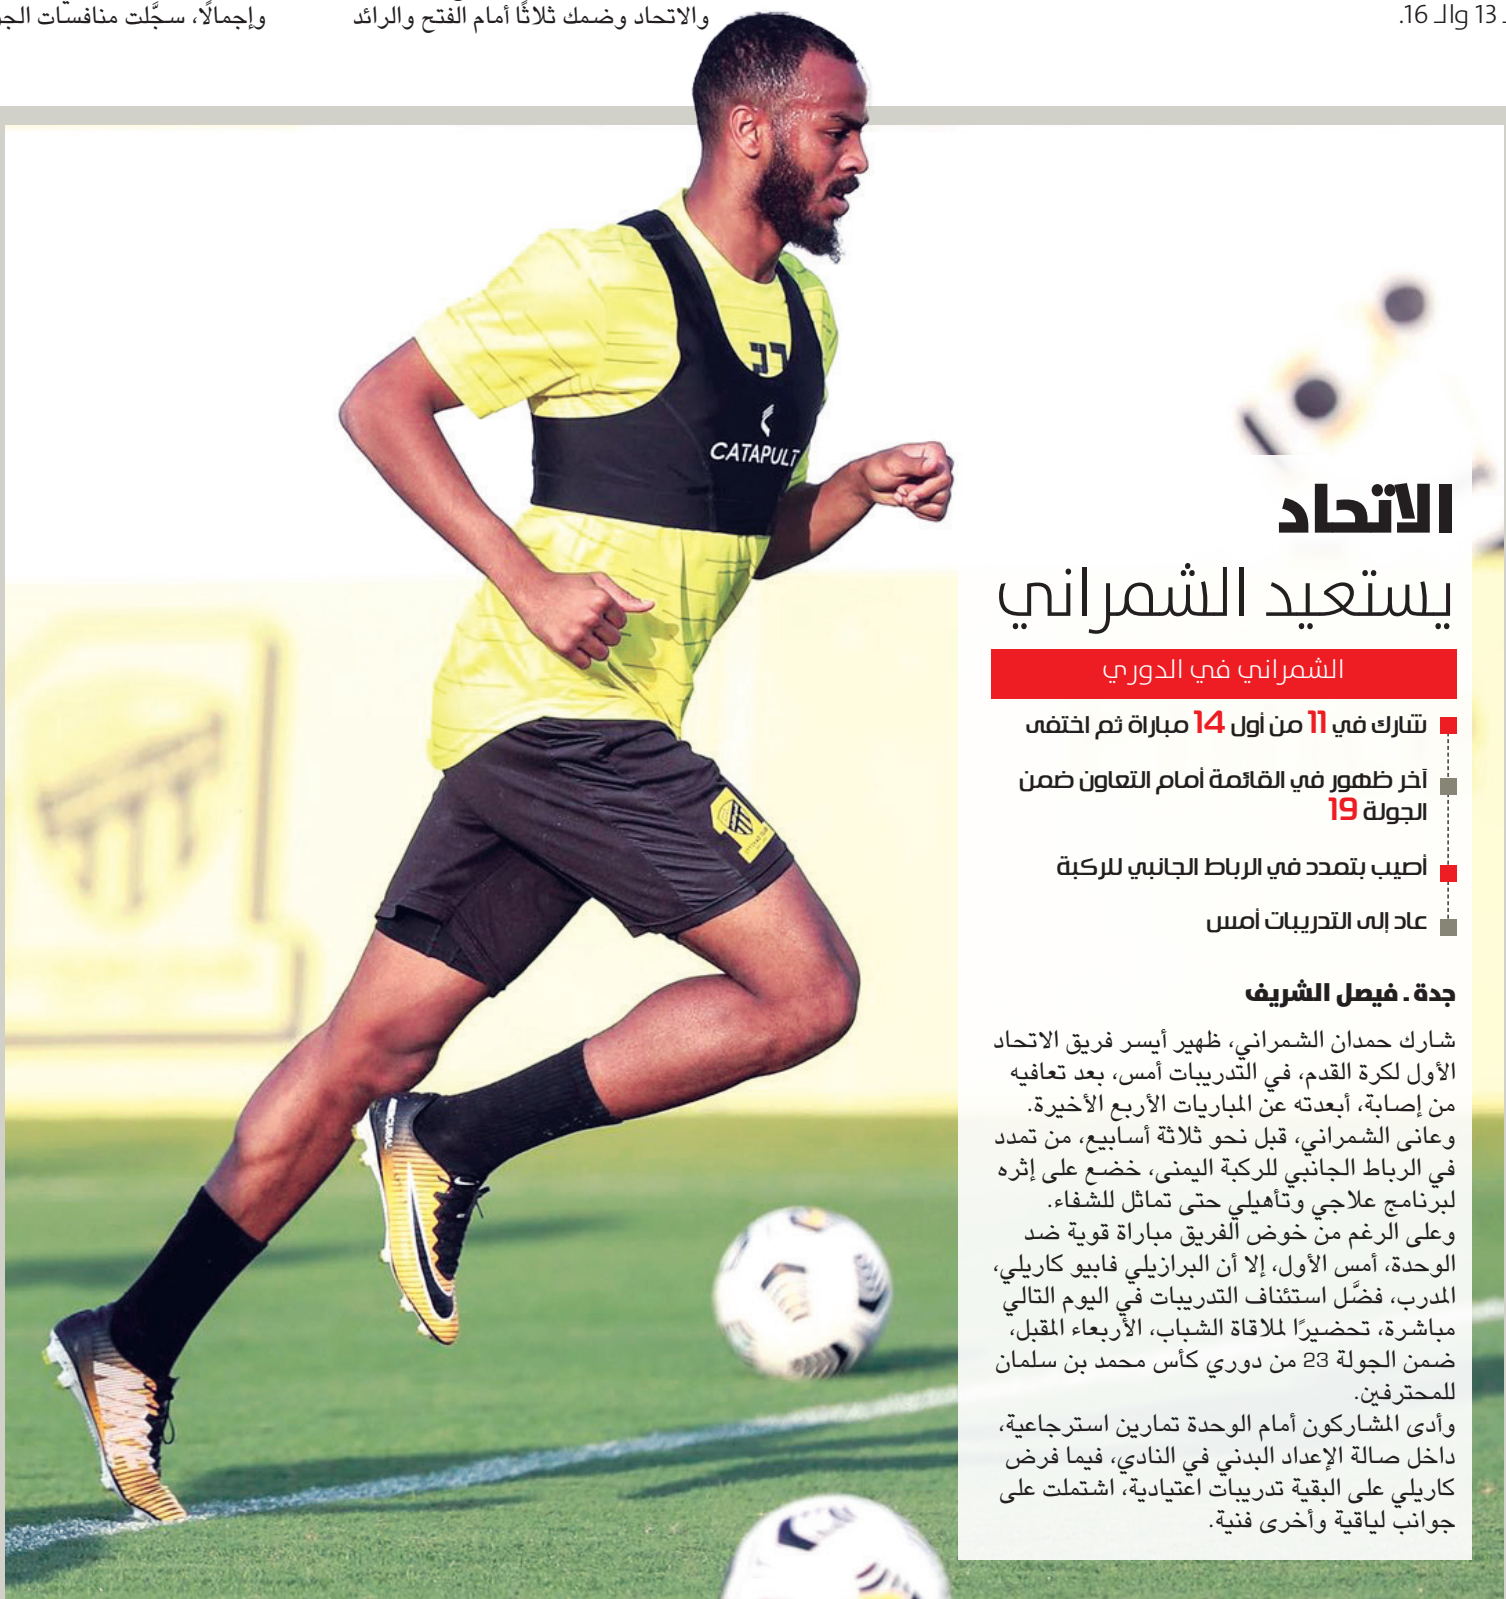 ـ 13 والـ 16.
والاتحاد وضمك ثلاثًا أمام الفتح والرائد
وإجمالًا، سجَّلت منافسات
27
CATAPULT
الاتحاد
يستعيد الشمراني
الشمراني في الدوري
شارك في 11 من أول 14 مباراة ثم اختفى
آخر ظهور في القائمة أمام التعاون ضمن
الجولة 19
أصيب بتمدد في الرباط الجانبي للركبة
عاد إلى التدريبات أمس
جدة ـ فيصل الشريف
شارك حمدان الشمراني، ظهير أيسر فريق الاتحاد
الأول لكرة القدم، في التدريبات أمس، بعد تعافيه
من إصابة، أبعدته عن المباريات الأربع الأخيرة.
وعانى الشمراني، قبل نحو ثلاثة أسابيع، من تمدد
في الرباط الجانبي للركبة اليمنى، خضع على إثره
لبرنامج علاجي وتأهيلي حتى تماثل للشفاء.
وعلى الرغم من خوض الفريق مباراة قوية ضد
الوحدة، أمس الأول، إلا أن البرازيلي فابيو كاريلي،
المدرب، فضَّل استئناف التدريبات في اليوم التالي
مباشرة، تحضيرًا لملاقاة الشباب، الأربعاء المقبل،
ضمن الجولة 23 من دوري كأس محمد بن سلمان
للمحترفين.
وأدى المشاركون أمام الوحدة تمارين استرجاعية،
داخل صالة الإعداد البدني في النادي، فيما فرض
كاريلي على البقية تدريبات اعتيادية، اشتملت على
جوانب لياقية وأخرى فنية.